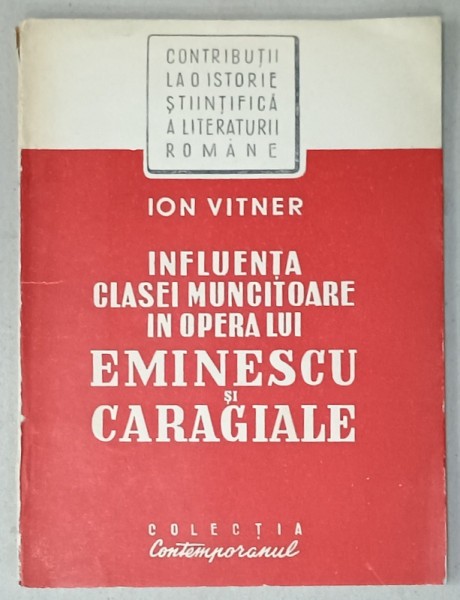 CONTRIBUȚII
LA O ISTORIE
ȘTIINȚIFICĂ
A LITERATURII
ROMÂNE
ION VITNER
INFLUENȚA
CLASEI MUNCITOARE
IN OPERA LUI
EMINESCU
ȘI
CARAGIALE
COLECȚIA
Contemporanul